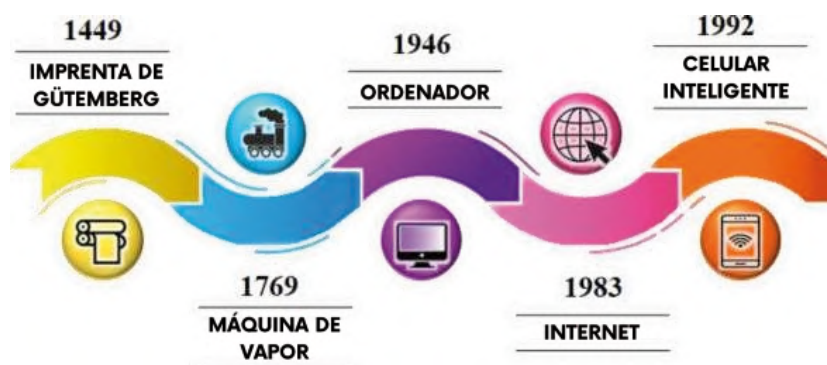 1449
IMPRENTA DE
GÜTEMBERG
1769
MÁQUINA DE
VAPOR
1946
ORDENADOR
1983
INTERNET
1992
CELULAR
INTELIGENTE